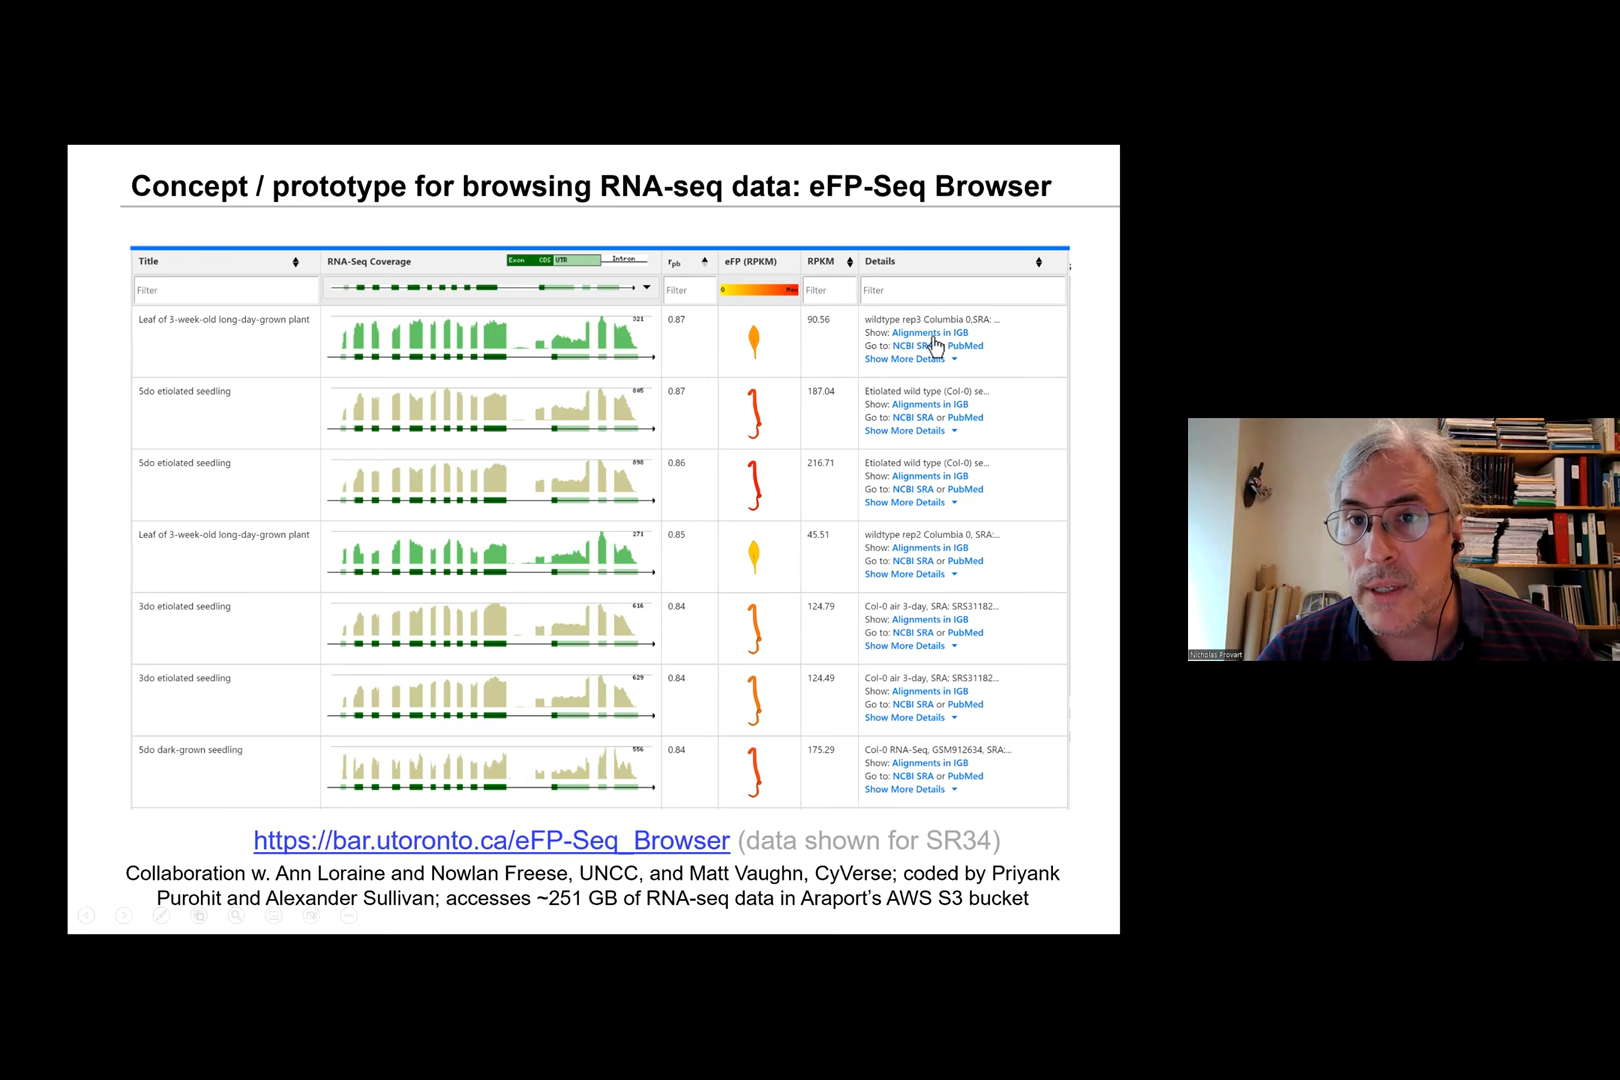 Concept / prototype for browsing RNA-seq data: eFP-Seq Browser
Title RNA-Seq Coverage Exon CDS UTR Intron rpb eFP (RPKM) RPKM Details
Filter Filter 0 Max Filter Filter
Leaf of 3-week-old long-day-grown plant 321 0.87 90.56 wildtype rep3 Columbia 0,SRA: ...
Show: Alignments in IGB
Go to: NCBI SRA PubMed
Show More Details
5do etiolated seedling 0.87 187.04 Etiolated wild type (Col-0) se...
Show: Alignments in IGB
Go to: NCBI SRA or PubMed
Show More Details
5do etiolated seedling 898 0.86 216.71 Etiolated wild type (Col-0) se...
Show: Alignments in IGB
Go to: NCBI SRA or PubMed
Show More Details
Leaf of 3-week-old long-day-grown plant 271 0.85 45.51 wildtype rep2 Columbia 0, SRA:...
Show: Alignments in IGB
Go to: NCBI SRA or PubMed
Show More Details
3do etiolated seedling 616 0.84 124.79 Col-0 air 3-day, SRA: SRS31182...
Show: Alignments in IGB
Go to: NCBI SRA or PubMed
Show More Details
3do etiolated seedling 629 0.84 124.49 Col-0 air 3-day, SRA: SRS31182...
Show: Alignments in IGB
Go to: NCBI SRA or PubMed
Show More Details
5do dark-grown seedling 556 0.84 175.29 Col-0 RNA-Seq, GSM912634, SRA:...
Show: Alignments in IGB
Go to: NCBI SRA or PubMed
Show More Details
https://bar.utoronto.ca/eFP-Seq_Browser (data shown for SR34)
Collaboration w. Ann Loraine and Nowlan Freese, UNCC, and Matt Vaughn, CyVerse; coded by Priyank
Purohit and Alexander Sullivan; accesses ~251 GB of RNA-seq data in Araport's AWS S3 bucket
Nicholas Provart